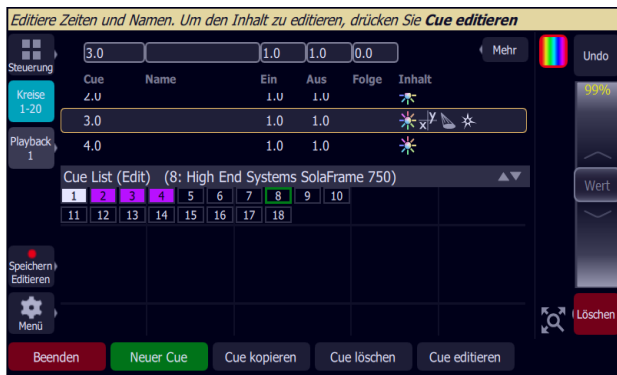 Editiere Zeiten und Namen. Um den Inhalt zu editieren, drücken Sie Cue editieren
Steuerung
3.0 1.0 1.0 0.0 Mehr
Undo
Cue Name Ein Aus Folge Inhalt
Kreise
1-20
2.0 1.0 1.0
99%
3.0 1.0 1.0 x y
Playback
1
4.0 1.0 1.0
Cue List (Edit) (8: High End Systems SolaFrame 750)
Wert
1 2 3 4 5 6 7 8 9 10
11 12 13 14 15 16 17 18
Speichern
Editieren
Menü
Löschen
Beenden Neuer Cue Cue kopieren Cue löschen Cue editieren